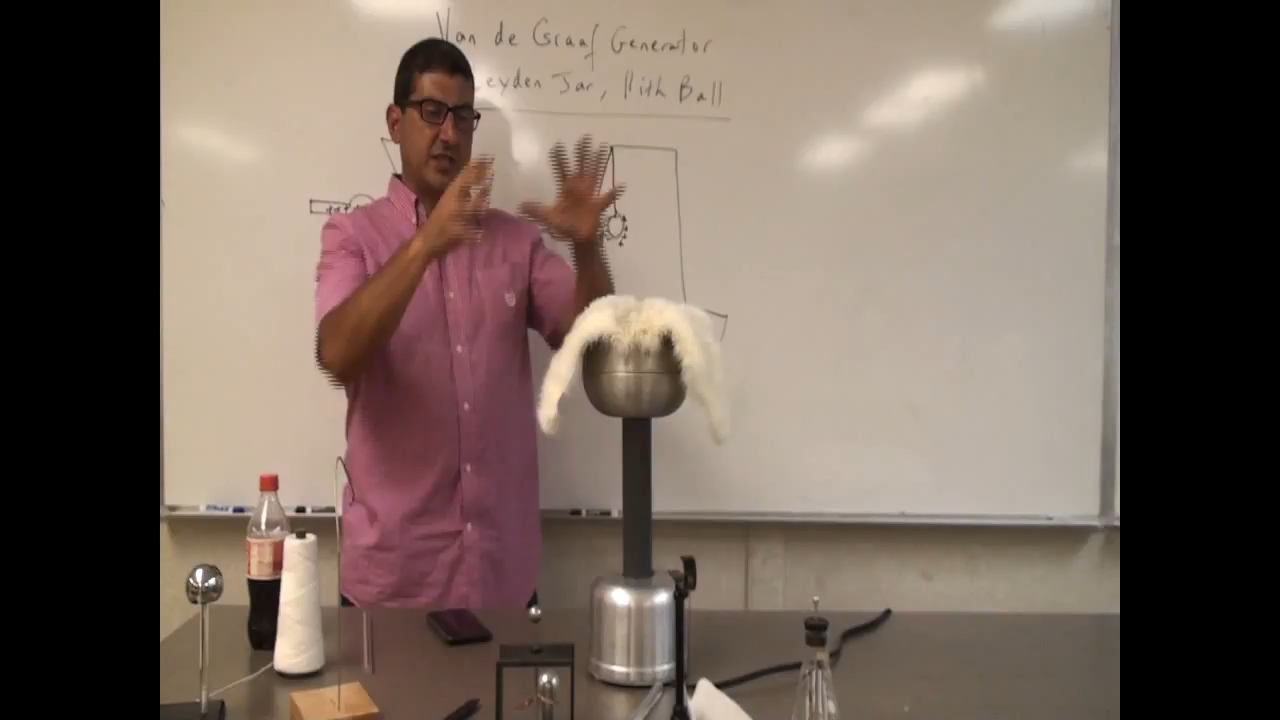 Van de Graaf Generator
Leyden Jar, Pith Ball